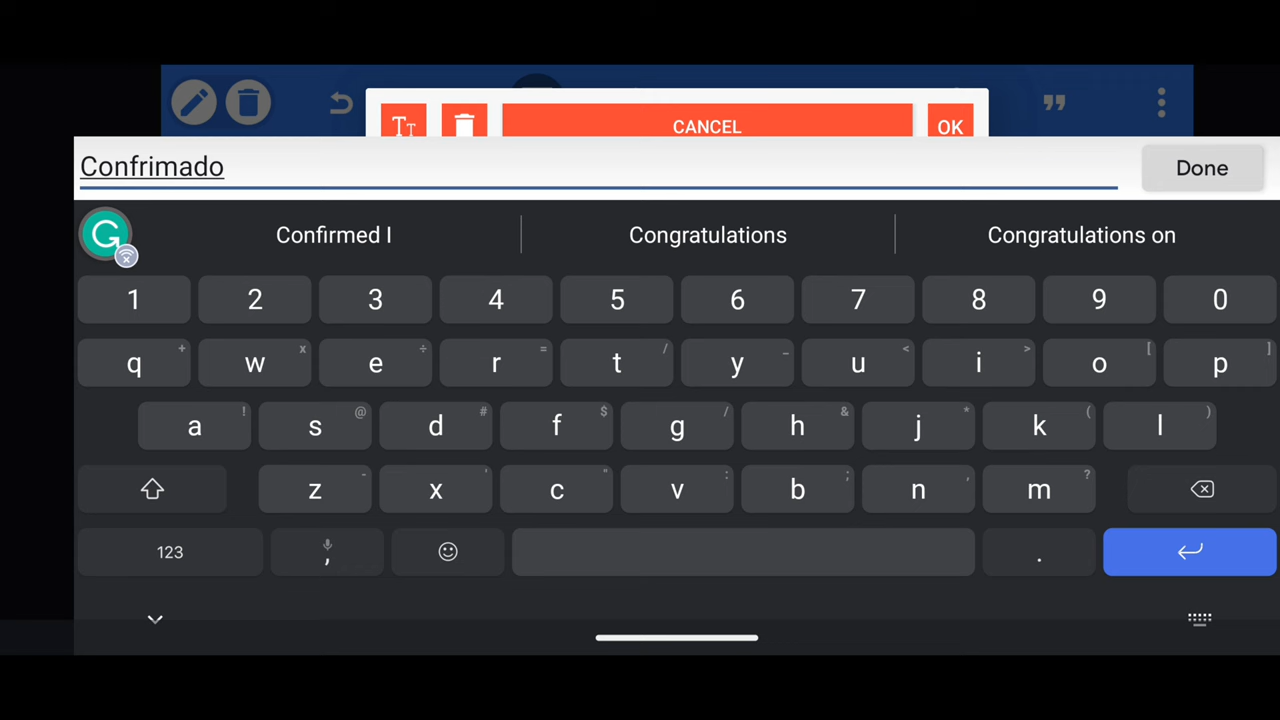 Tт CANCEL OK
Confrimado Done
G Confirmed I Congratulations Congratulations on
1 2 3 4 5 6 7 8 9 0
q + w x e ÷ r = t / y _ u < i > o [ p ]
a ! s @ d # f $ g / h & j * k ( l )
z - x ' c " v : b ; n , m ?
123 , .